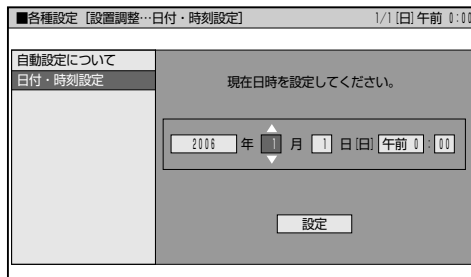 ■各種設定［設置調整…日付・時刻設定］ 1/1［日］午前 0:00
自動設定について
日付・時刻設定
現在日時を設定してください。
2006 年 1 月 1 日［日］午前 0：00
設定